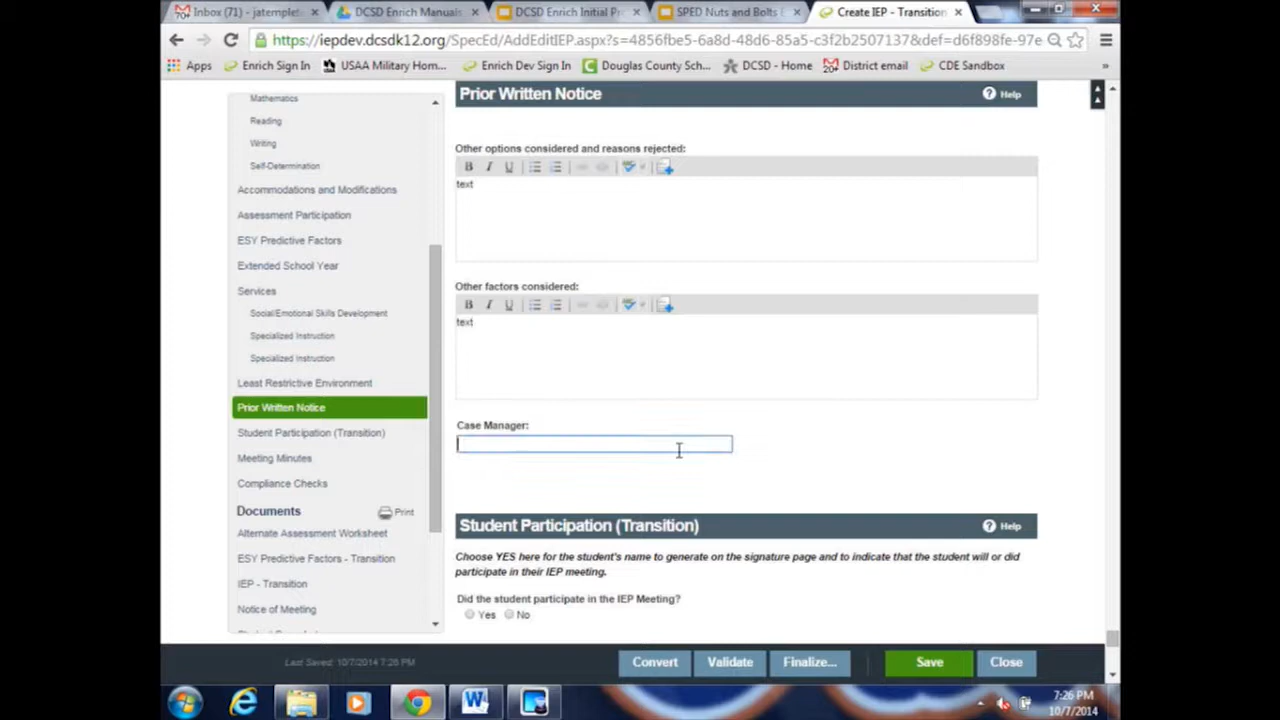 Inbox (71) - jatemplet
DCSD Enrich Manuals
DCSD Enrich Initial Pr
SPED Nuts and Bolts
Create IEP - Transition
https://iepdev.dcsdk12.org/SpecEd/AddEditIEP.aspx?s=4856fbe5-6a8d-48d6-85a5-c3f2b2507137&def=d6f898fe-97e
Apps
Enrich Sign In
USAA Military Hom...
Enrich Dev Sign In
Douglas County Sch...
DCSD - Home
District email
CDE Sandbox
»
Mathematics
Reading
Writing
Self-Determination
Accommodations and Modifications
Assessment Participation
ESY Predictive Factors
Extended School Year
Services
Social/Emotional Skills Development
Specialized Instruction
Specialized Instruction
Least Restrictive Environment
Prior Written Notice
Student Participation (Transition)
Meeting Minutes
Compliance Checks
Documents
Print
Alternate Assessment Worksheet
ESY Predictive Factors - Transition
IEP - Transition
Notice of Meeting
Prior Written Notice
Help
Other options considered and reasons rejected:
B I U
text
Other factors considered:
B I U
text
Case Manager:
Student Participation (Transition)
Help
Choose YES here for the student's name to generate on the signature page and to indicate that the student will or did
participate in their IEP meeting.
Did the student participate in the IEP Meeting?
Yes No
Last Saved: 10/7/2014 7:26 PM
Convert
Validate
Finalize...
Save
Close
7:26 PM
10/7/2014